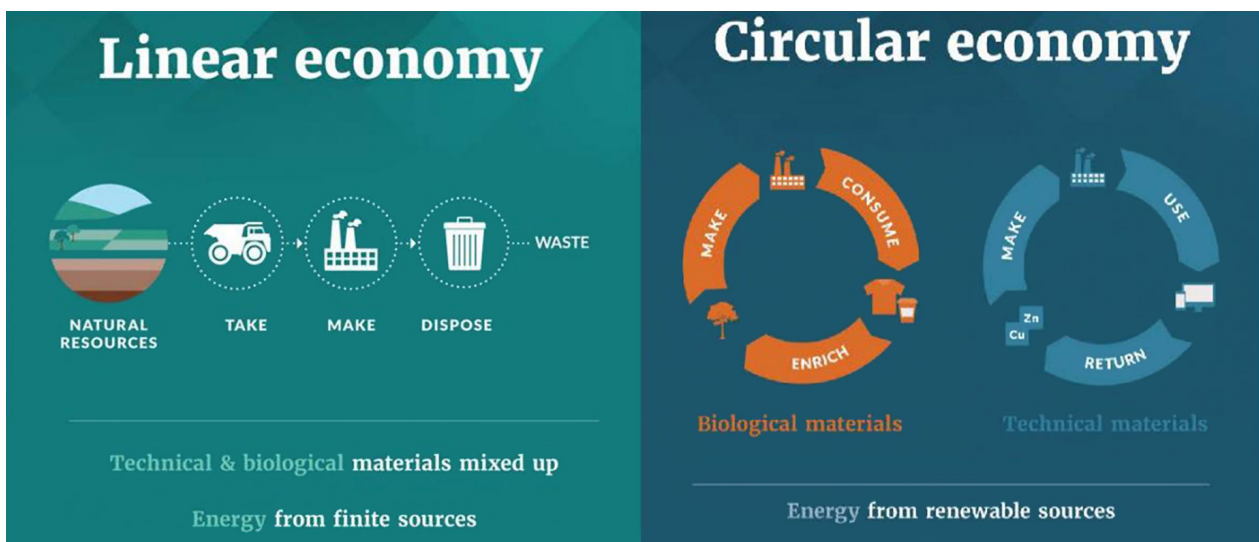 Linear economy
NATURAL
RESOURCES
TAKE
MAKE
DISPOSE
WASTE
Technical & biological materials mixed up
Energy from finite sources
Circular economy
MAKE
CONSUME
ENRICH
Biological materials
MAKE
USE
RETURN
Zn
Cu
Technical materials
Energy from renewable sources